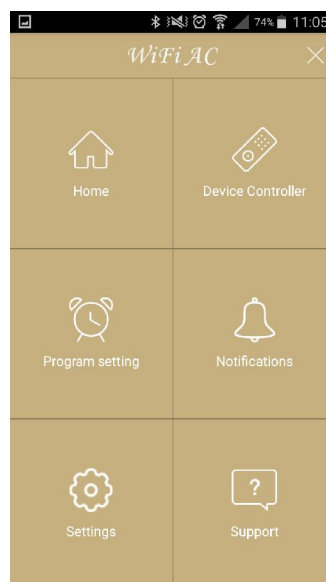 74% 11:05
WiFi AC
Home Device Controller
Program setting Notifications
?
Settings Support